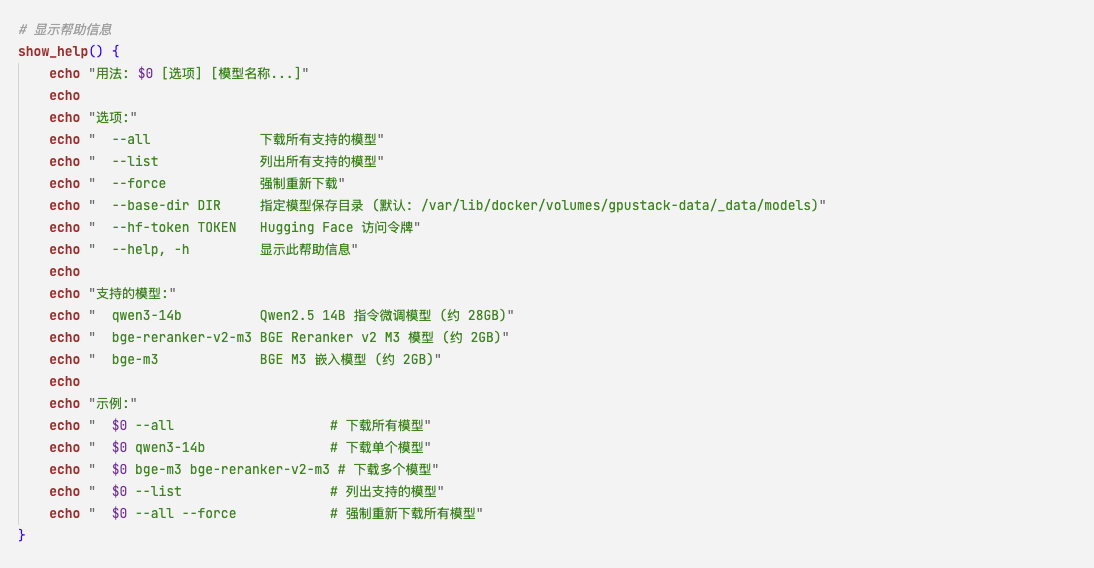 # 显示帮助信息
show_help() {
    echo "用法: $0 [选项] [模型名称...]"
    echo
    echo "选项:"
    echo "  --all              下载所有支持的模型"
    echo "  --list             列出所有支持的模型"
    echo "  --force            强制重新下载"
    echo "  --base-dir DIR     指定模型保存目录 (默认: /var/lib/docker/volumes/gpustack-data/_data/models)"
    echo "  --hf-token TOKEN   Hugging Face 访问令牌"
    echo "  --help, -h         显示此帮助信息"
    echo
    echo "支持的模型:"
    echo "  qwen3-14b          Qwen2.5 14B 指令微调模型 (约 28GB)"
    echo "  bge-reranker-v2-m3 BGE Reranker v2 M3 模型 (约 2GB)"
    echo "  bge-m3             BGE M3 嵌入模型 (约 2GB)"
    echo
    echo "示例:"
    echo "  $0 --all                    # 下载所有模型"
    echo "  $0 qwen3-14b                # 下载单个模型"
    echo "  $0 bge-m3 bge-reranker-v2-m3 # 下载多个模型"
    echo "  $0 --list                   # 列出支持的模型"
    echo "  $0 --all --force            # 强制重新下载所有模型"
}